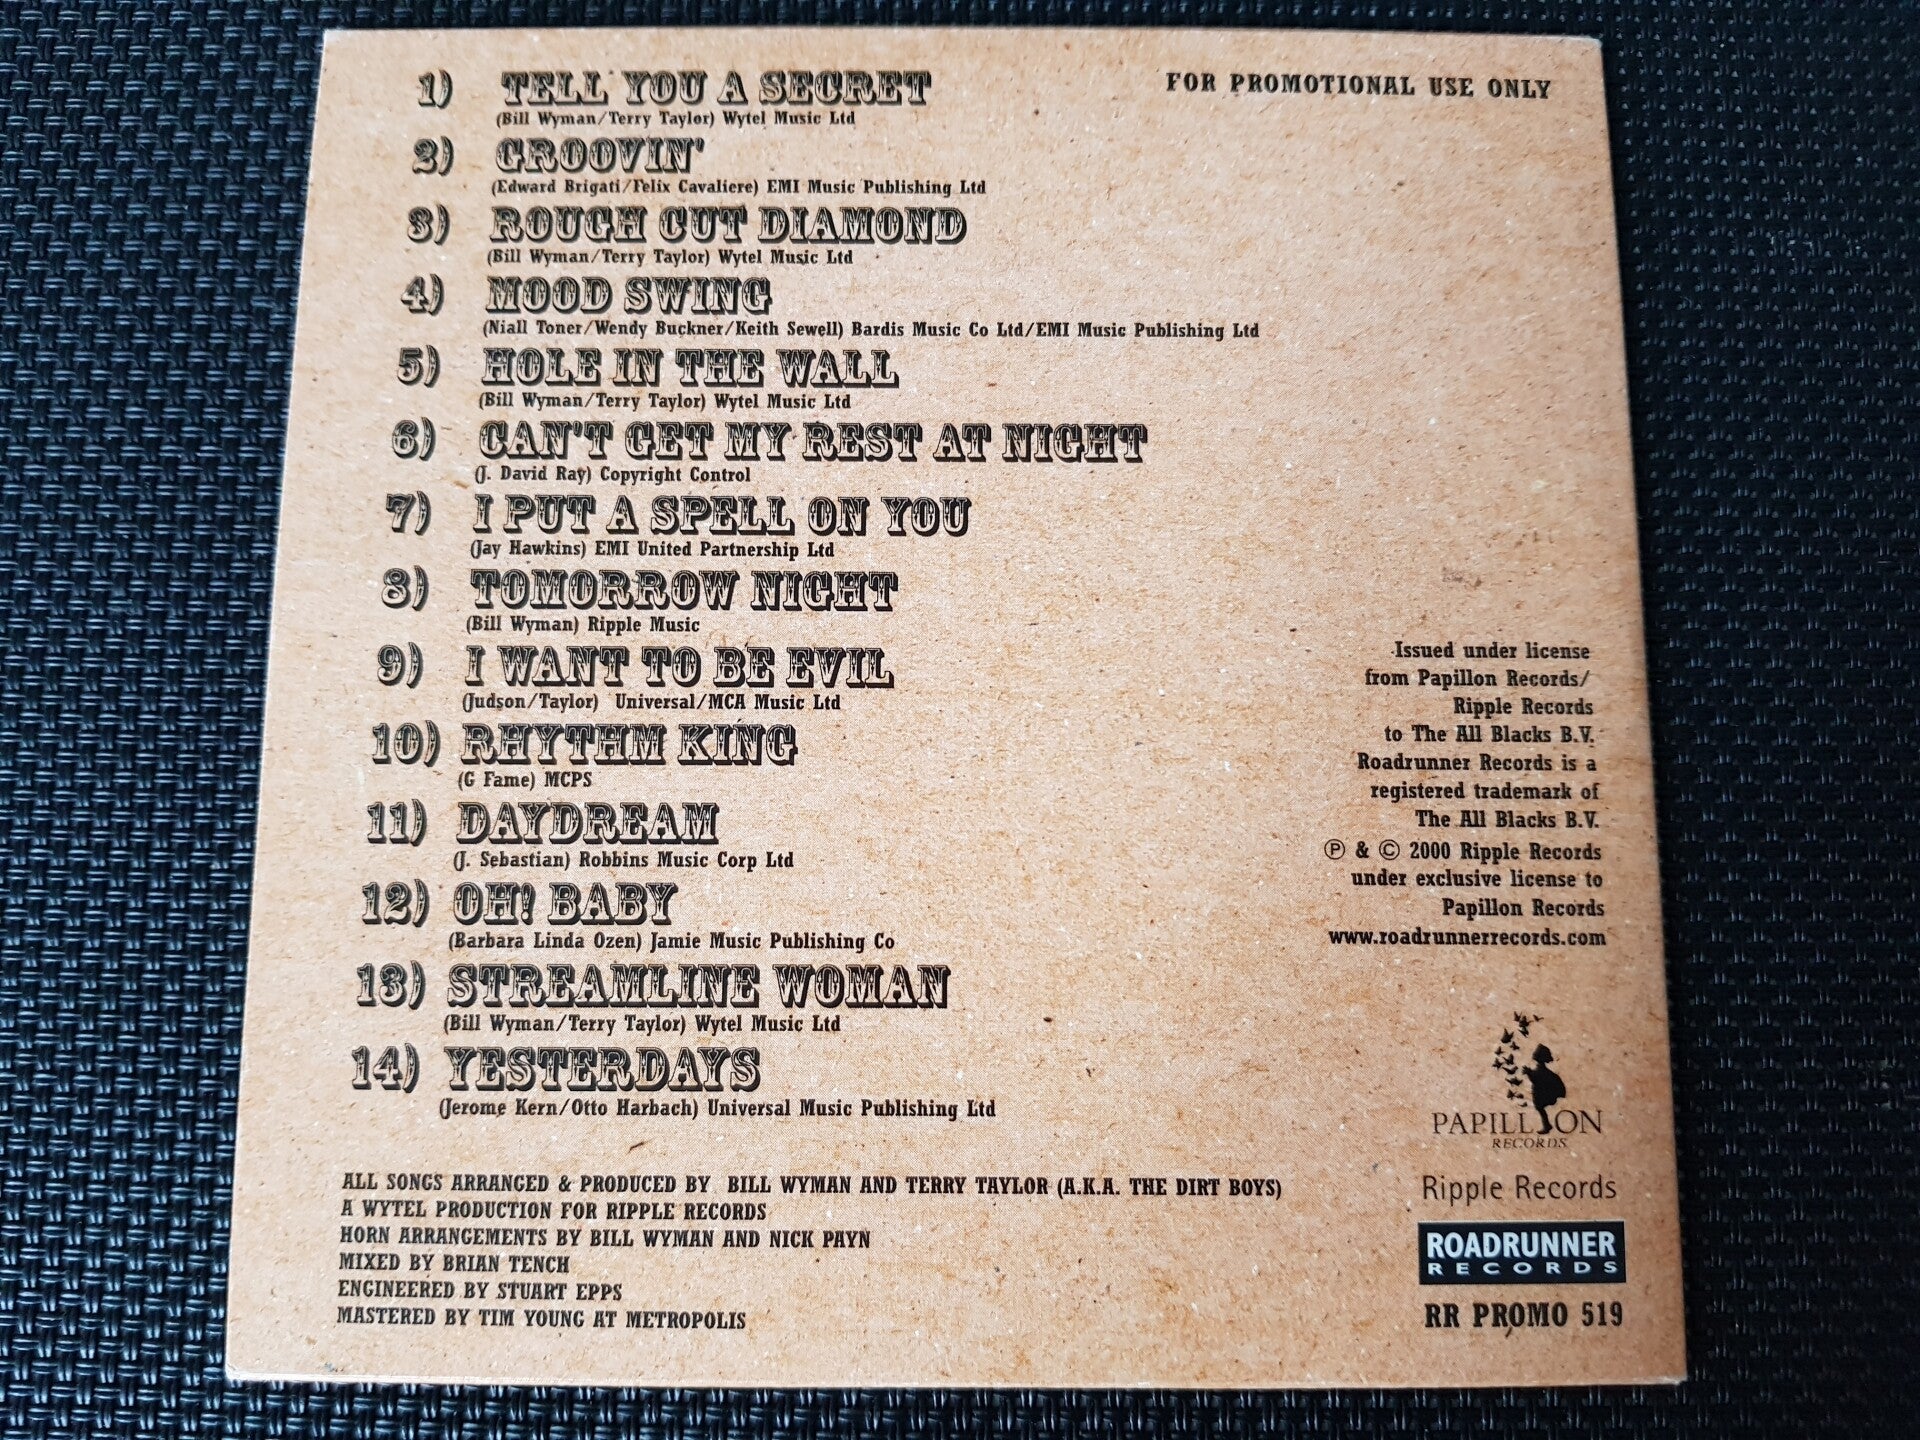 1) TELL YOU A SECRET
(Bill Wyman/Terry Taylor) Wytel Music Ltd
2) GROOVIN'
(Edward Brigati/Felix Cavaliere) EMI Music Publishing Ltd
3) ROUGH CUT DIAMOND
(Bill Wyman/Terry Taylor) Wytel Music Ltd
4) MOOD SWING
(Niall Toner/Wendy Buckner/Keith Sewell) Bardis Music Co Ltd/EMI Music Publishing Ltd
5) HOLE IN THE WALL
(Bill Wyman/Terry Taylor) Wytel Music Ltd
6) CAN'T GET MY REST AT NIGHT
(J. David Ray) Copyright Control
7) I PUT A SPELL ON YOU
(Jay Hawkins) EMI United Partnership Ltd
8) TOMORROW NIGHT
(Bill Wyman) Ripple Music
9) I WANT TO BE EVIL
(Judson/Taylor) Universal/MCA Music Ltd
10) RHYTHM KING
(G Fame) MCPS
11) DAYDREAM
(J. Sebastian) Robbins Music Corp Ltd
12) OH! BABY
(Barbara Linda Ozen) Jamie Music Publishing Co
13) STREAMLINE WOMAN
(Bill Wyman/Terry Taylor) Wytel Music Ltd
14) YESTERDAYS
(Jerome Kern/Otto Harbach) Universal Music Publishing Ltd
ALL SONGS ARRANGED & PRODUCED BY BILL WYMAN AND TERRY TAYLOR (A.K.A. THE DIRT BOYS)
A WYTEL PRODUCTION FOR RIPPLE RECORDS
HORN ARRANGEMENTS BY BILL WYMAN AND NICK PAYN
MIXED BY BRIAN TENCH
ENGINEERED BY STUART EPPS
MASTERED BY TIM YOUNG AT METROPOLIS
FOR PROMOTIONAL USE ONLY
Issued under license
from Papillon Records/
Ripple Records
to The All Blacks B.V.
Roadrunner Records is a
registered trademark of
The All Blacks B.V.
℗ & © 2000 Ripple Records
under exclusive license to
Papillon Records
www.roadrunnerrecords.com
PAPILLON
RECORDS
Ripple Records
ROADRUNNER
RECORDS
RR PROMO 519